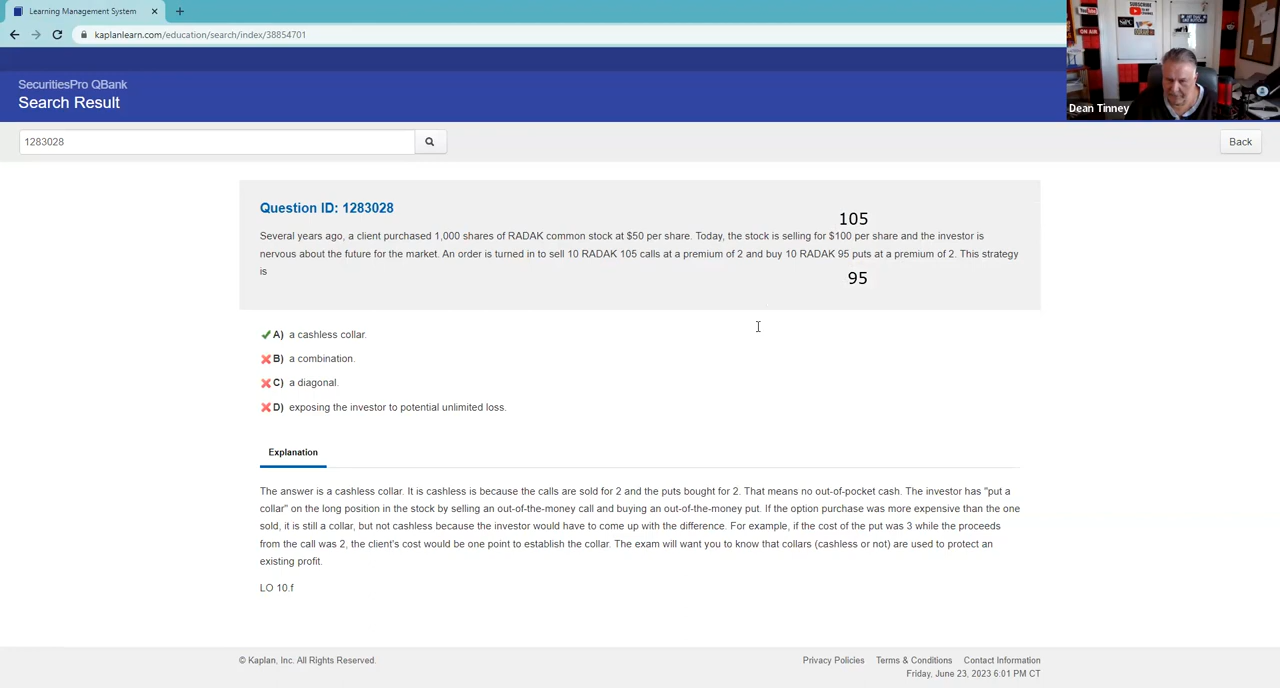 Learning Management System
kaplanlearn.com/education/search/index/38854701
SUBSCRIBE
ON AIR
Dean Tinney
SecuritiesPro QBank
Search Result
1283028
Back
Question ID: 1283028
105
Several years ago, a client purchased 1,000 shares of RADAK common stock at $50 per share. Today, the stock is selling for $100 per share and the investor is
nervous about the future for the market. An order is turned in to sell 10 RADAK 105 calls at a premium of 2 and buy 10 RADAK 95 puts at a premium of 2. This strategy
is
95
A) a cashless collar.
B) a combination.
C) a diagonal.
D) exposing the investor to potential unlimited loss.
Explanation
The answer is a cashless collar. It is cashless is because the calls are sold for 2 and the puts bought for 2. That means no out-of-pocket cash. The investor has "put a
collar" on the long position in the stock by selling an out-of-the-money call and buying an out-of-the-money put. If the option purchase was more expensive than the one
sold, it is still a collar, but not cashless because the investor would have to come up with the difference. For example, if the cost of the put was 3 while the proceeds
from the call was 2, the client's cost would be one point to establish the collar. The exam will want you to know that collars (cashless or not) are used to protect an
existing profit.
LO 10.f
© Kaplan, Inc. All Rights Reserved.
Privacy Policies Terms & Conditions Contact Information
Friday, June 23, 2023 6:01 PM CT